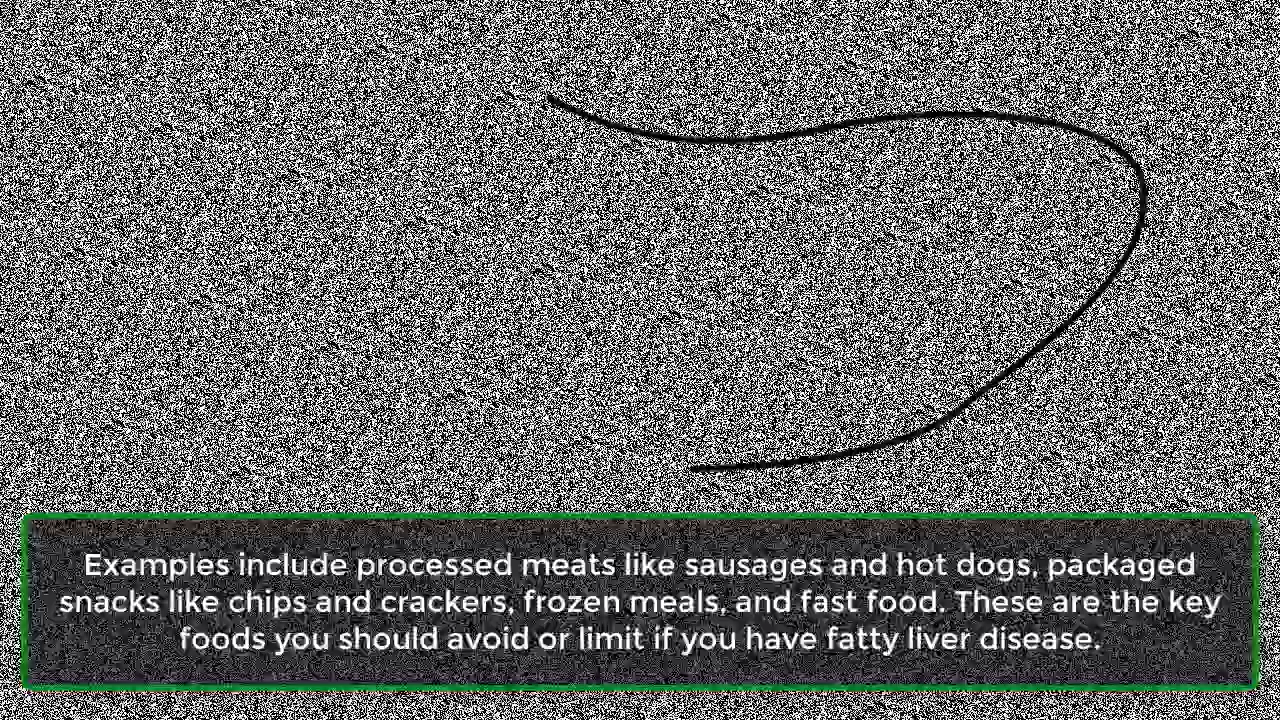 Examples include processed meats like sausages and hot dogs, packaged
snacks like chips and crackers, frozen meals, and fast food. These are the key
foods you should avoid or limit if you have fatty liver disease.